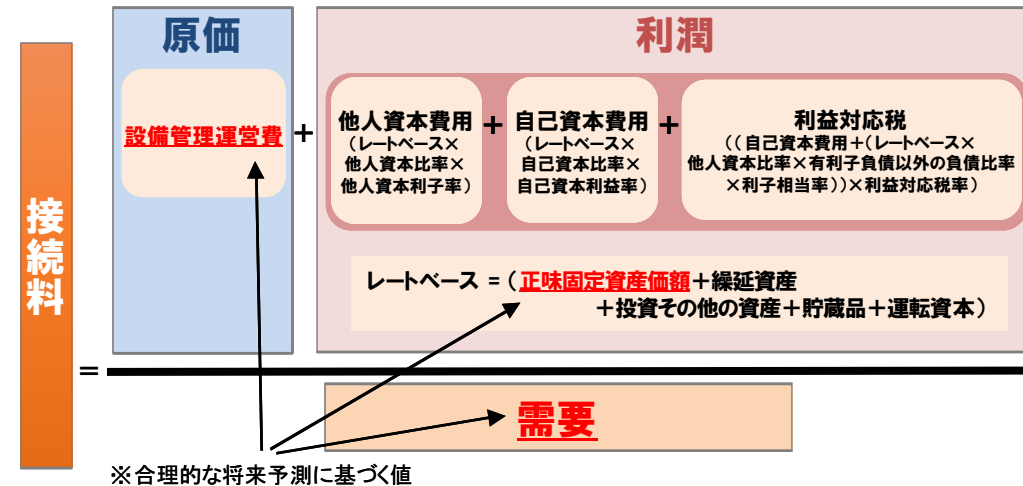 接続料
=
原価
設備管理運営費
+
利潤
他人資本費用
(レートベース×
他人資本比率×
他人資本利子率)
+
自己資本費用
(レートベース×
自己資本比率×
自己資本利益率)
+
利益対応税
((自己資本費用+(レートベース×
他人資本比率×有利子負債以外の負債比率
×利子相当率))×利益対応税率)
レートベース =(正味固定資産価額+繰延資産
+投資その他の資産+貯蔵品+運転資本)
需要
※合理的な将来予測に基づく値